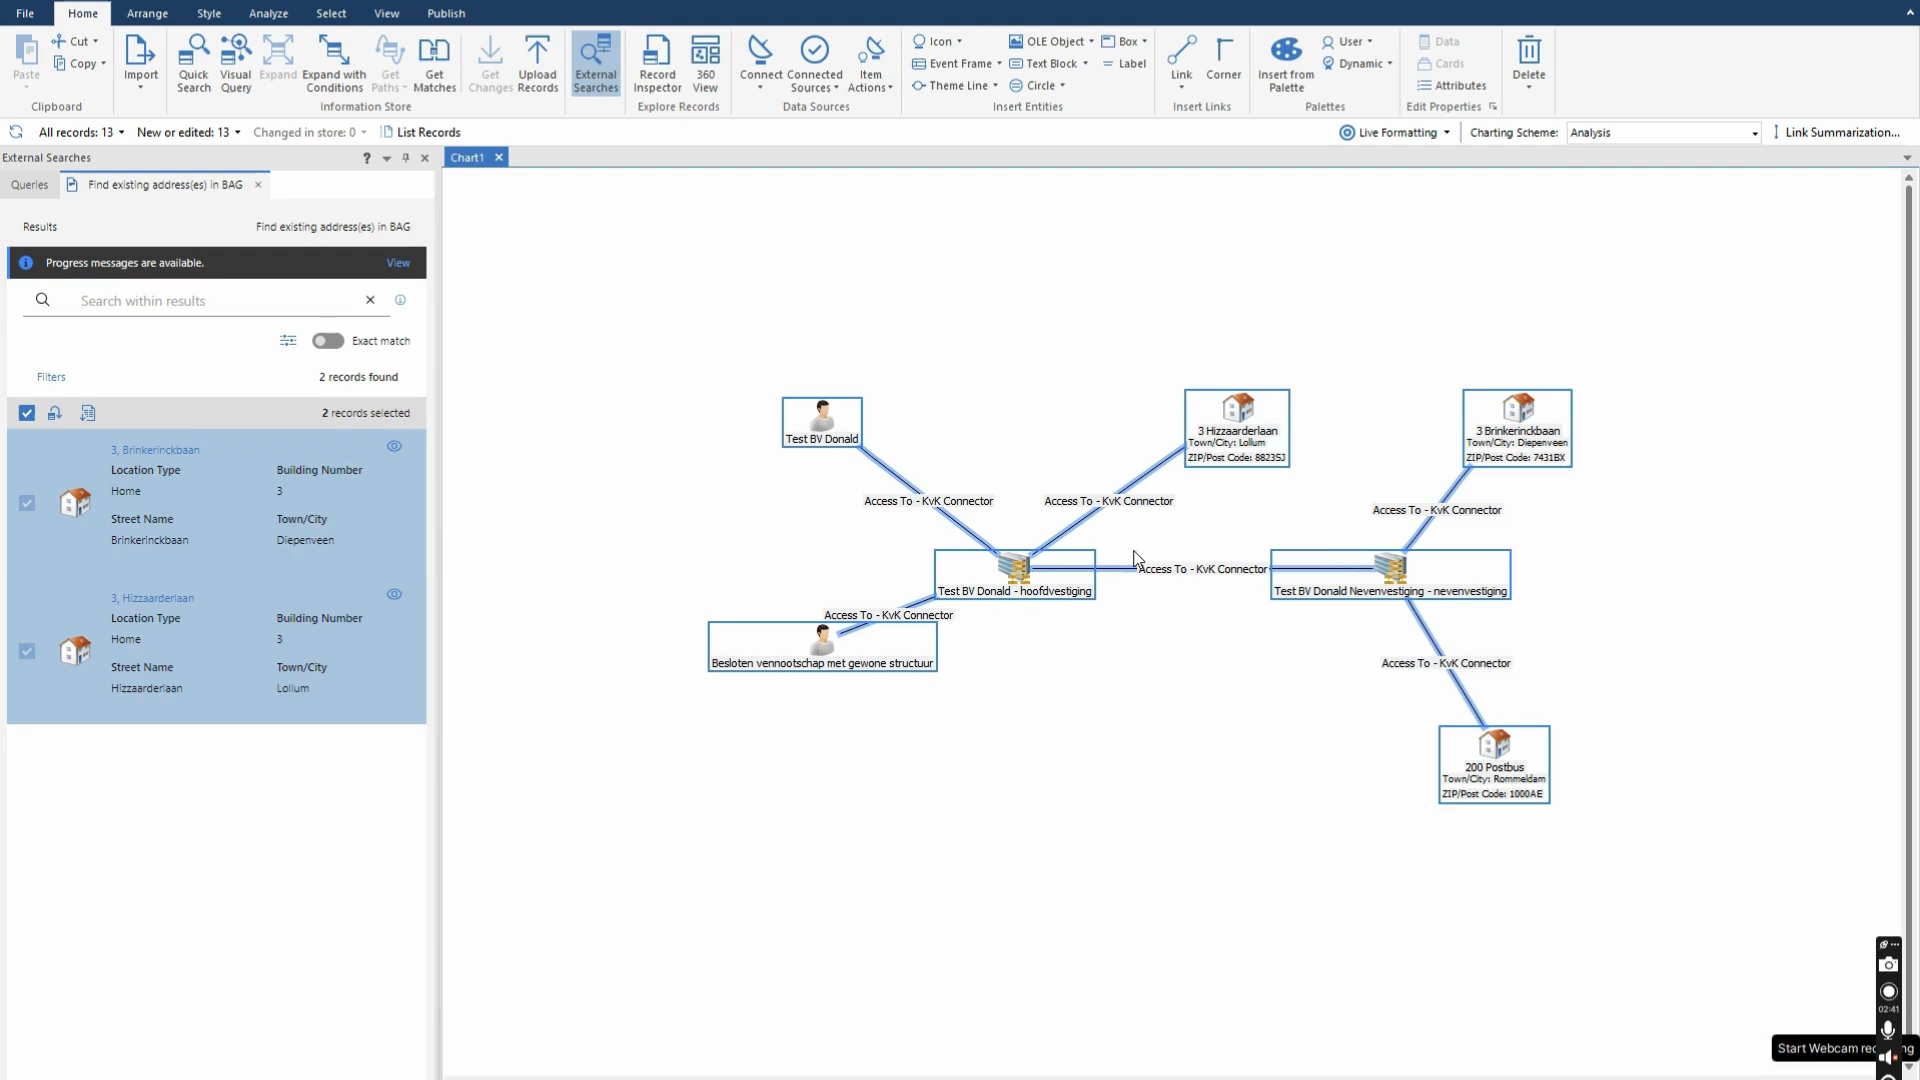 File Home Arrange Style Analyze Select View Publish
Paste Cut Copy
Clipboard
Import
Quick Search Visual Query Expand Expand with Conditions Get Paths Get Matches Get Changes Upload Records
Information Store
External Searches
Record Inspector 360 View
Explore Records
Connect Connected Sources Item Actions
Data Sources
Icon OLE Object Box
Event Frame Text Block Label
Theme Line Circle
Insert Entities
Link Corner
Insert Links
Insert from Palette User Dynamic
Palettes
Data
Cards
Attributes
Edit Properties
Delete
All records: 13 New or edited: 13 Changed in store: 0 List Records
Live Formatting Charting Scheme: Analysis Link Summarization...
External Searches ?
Chart1
Queries Find existing address(es) in BAG
Results Find existing address(es) in BAG
Progress messages are available. View
Search within results
Exact match
Filters 2 records found
2 records selected
3, Brinkerinckbaan
Location Type Building Number
Home 3
Street Name Town/City
Brinkerinckbaan Diepenveen
3, Hizzaarderlaan
Location Type Building Number
Home 3
Street Name Town/City
Hizzaarderlaan Lollum
Test BV Donald
3 Hizzaarderlaan
Town/City: Lollum
ZIP/Post Code: 8823SJ
3 Brinkerinckbaan
Town/City: Diepenveen
ZIP/Post Code: 7431BX
Access To - KvK Connector
Access To - KvK Connector
Access To - KvK Connector
Access To - KvK Connector
Test BV Donald - hoofdvestiging
Test BV Donald Nevenvestiging - nevenvestiging
Access To - KvK Connector
Besloten vennootschap met gewone structuur
Access To - KvK Connector
200 Postbus
Town/City: Rommeldam
ZIP/Post Code: 1000AE
02:41
Start Webcam rec ng